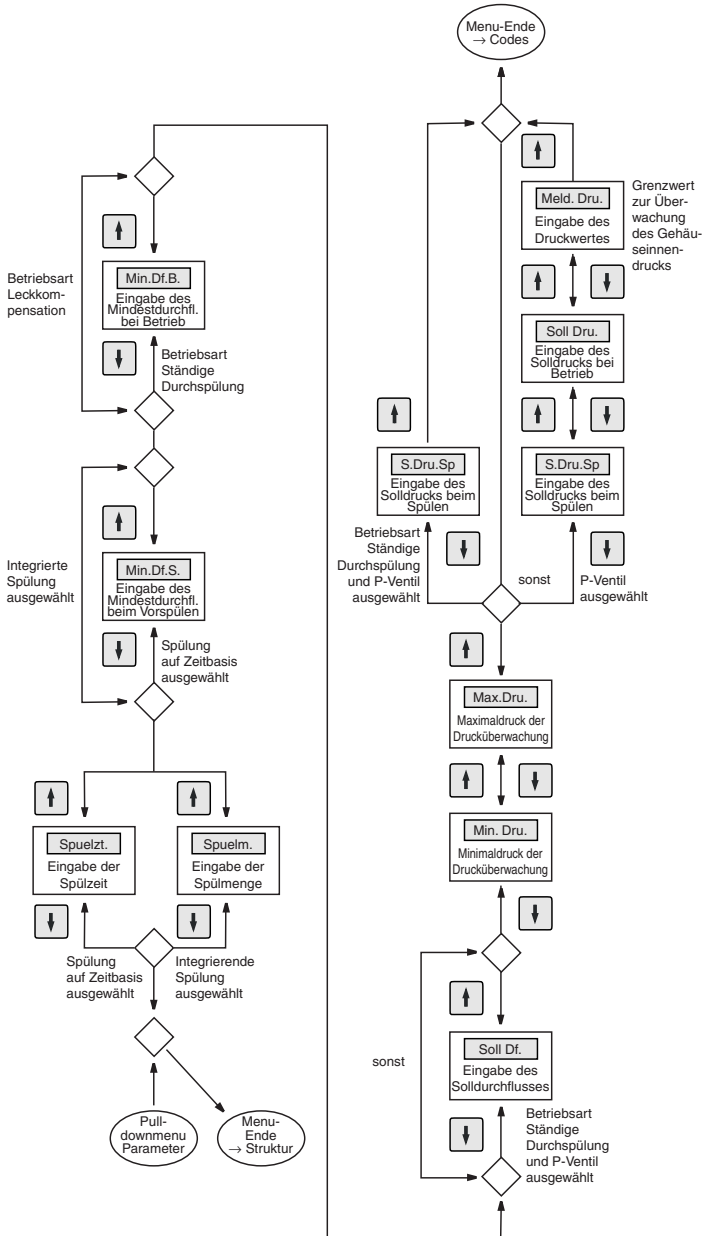 Menu-Ende
→ Codes
Meld. Dru.
Eingabe des
Druckwertes
Grenzwert
zur Über-
wachung
des Gehäu-
seinnen-
drucks
Soll Dru.
Eingabe des
Solldrucks bei
Betrieb
S.Dru.Sp
Eingabe des
Solldrucks beim
Spülen
S.Dru.Sp
Eingabe des
Solldrucks beim
Spülen
Betriebsart
Ständige
Durchspülung
und P-Ventil
ausgewählt
sonst
P-Ventil
ausgewählt
Max.Dru.
Maximaldruck der
Drucküberwachung
Min. Dru.
Minimaldruck der
Drucküberwachung
sonst
Soll Df.
Eingabe des
Solldurchflusses
Betriebsart
Ständige
Durchspülung
und P-Ventil
ausgewählt
Betriebsart
Leckkom-
pensation
Min.Df.B.
Eingabe des
Mindestdurchfl.
bei Betrieb
Betriebsart
Ständige
Durchspülung
Integrierte
Spülung
ausgewählt
Min.Df.S.
Eingabe des
Mindestdurchfl.
beim Vorspülen
Spülung
auf Zeitbasis
ausgewählt
Spuelzt.
Eingabe der
Spülzeit
Spuelm.
Eingabe der
Spülmenge
Spülung
auf Zeitbasis
ausgewählt
Integrierende
Spülung
ausgewählt
Pull-
downmenu
Parameter
Menu-
Ende
→ Struktur